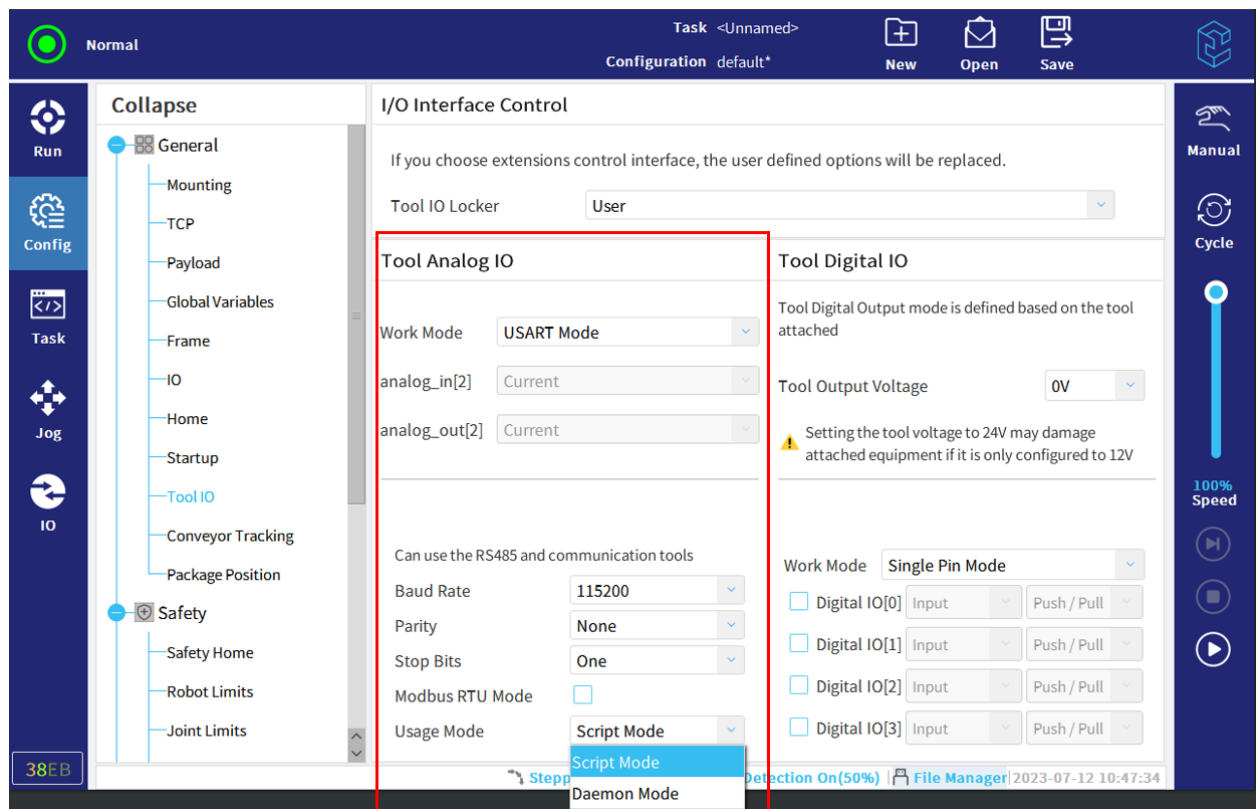 Normal
Task <Unnamed>
Configuration default*
New
Open
Save
Run
Config
Task
Jog
IO
38EB
Collapse
General
Mounting
TCP
Payload
Global Variables
Frame
IO
Home
Startup
Tool IO
Conveyor Tracking
Package Position
Safety
Safety Home
Robot Limits
Joint Limits
I/O Interface Control
If you choose extensions control interface, the user defined options will be replaced.
Tool IO Locker User
Tool Analog IO
Work Mode USART Mode
analog_in[2] Current
analog_out[2] Current
Can use the RS485 and communication tools
Baud Rate 115200
Parity None
Stop Bits One
Modbus RTU Mode
Usage Mode Script Mode
Script Mode
Daemon Mode
Tool Digital IO
Tool Digital Output mode is defined based on the tool
attached
Tool Output Voltage 0V
Setting the tool voltage to 24V may damage
attached equipment if it is only configured to 12V
Work Mode Single Pin Mode
Digital IO[0] Input Push / Pull
Digital IO[1] Input Push / Pull
Digital IO[2] Input Push / Pull
Digital IO[3] Input Push / Pull
On(50%) File Manager 2023-07-12 10:47:34
Manual
Cycle
100%
Speed